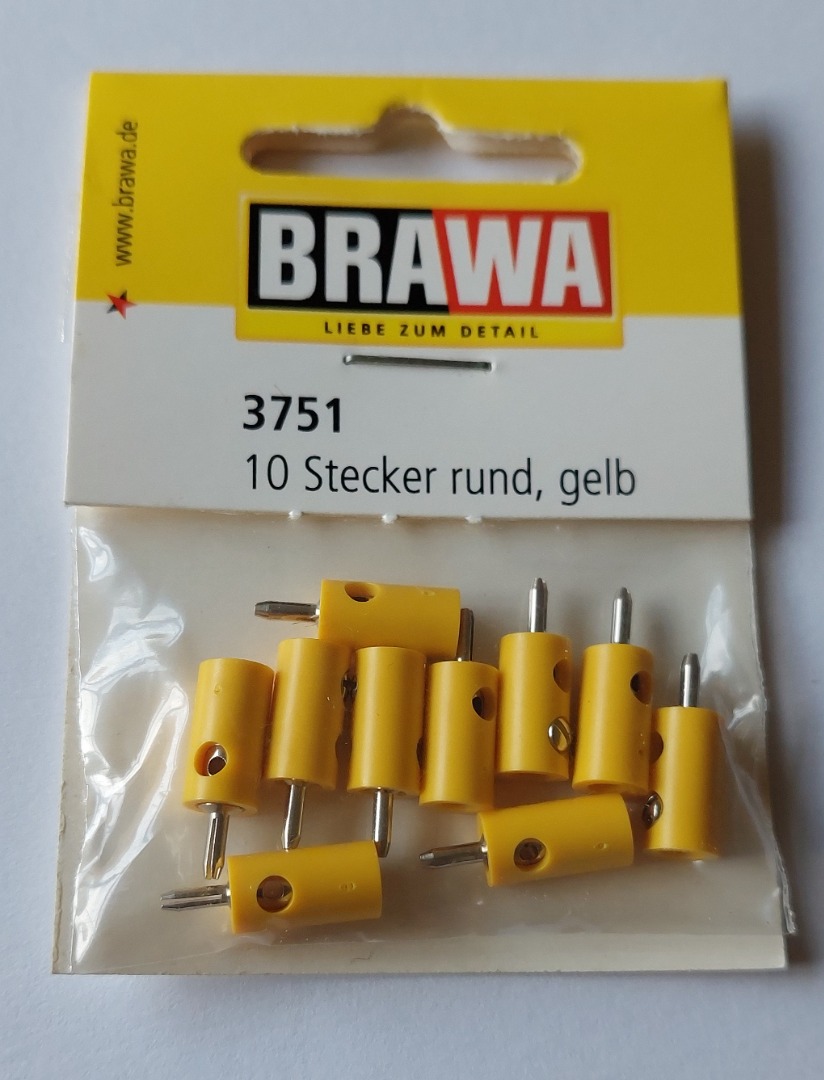 www.brawa.de
BRAWA
LIEBE ZUM DETAIL
3751
10 Stecker rund, gelb